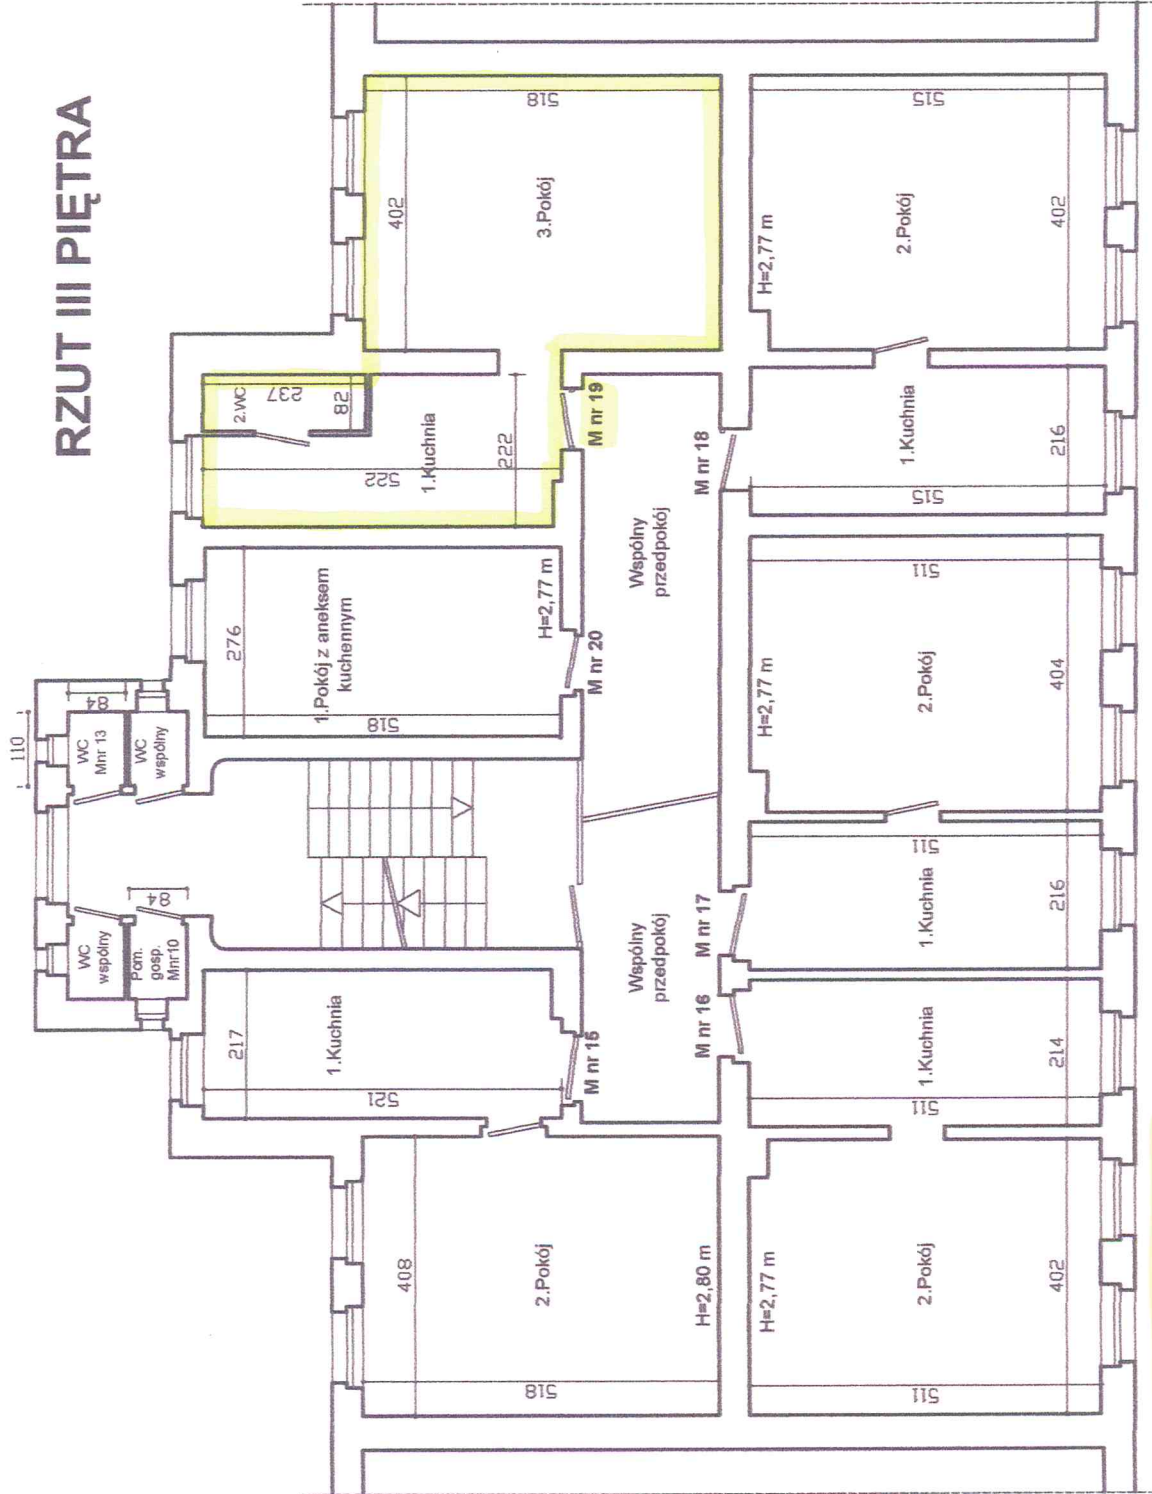 RZUT III PIĘTRA
110
84
WC
Mnr 13
WC
wspólny
84
WC
wspólny
Pom.
gosp.
Mnr10
2.WC
237
82
522
1.Kuchnia
222
M nr 19
402
518
3.Pokój
276
1.Pokój z aneksem
kuchennym
518
H=2,77 m
M nr 20
217
1.Kuchnia
521
M nr 15
408
2.Pokój
518
H=2,80 m
Wspólny
przedpokój
Wspólny
przedpokój
M nr 18
M nr 17
M nr 16
515
H=2,77 m
2.Pokój
402
1.Kuchnia
515
216
511
H=2,77 m
2.Pokój
404
511
1.Kuchnia
216
1.Kuchnia
511
214
H=2,77 m
2.Pokój
511
402